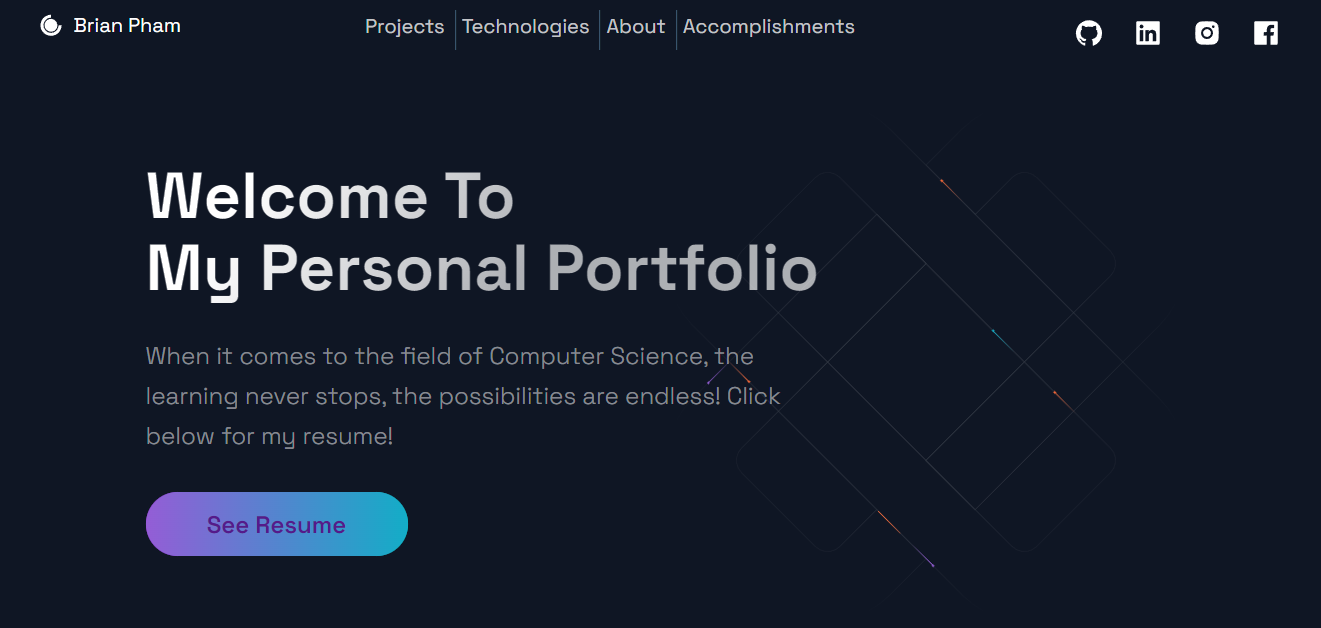 Brian Pham
Projects
Technologies
About
Accomplishments
Welcome To
My Personal Portfolio
When it comes to the field of Computer Science, the
learning never stops, the possibilities are endless! Click
below for my resume!
See Resume